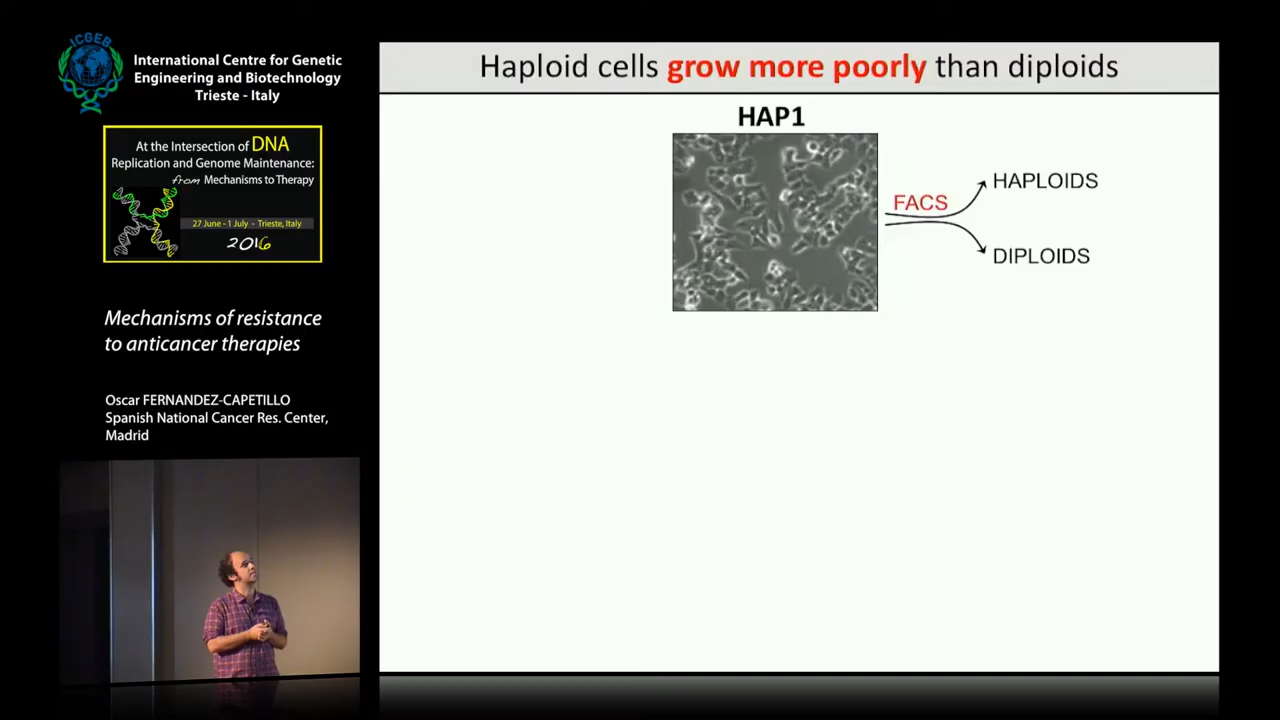 ICGEB
International Centre for Genetic
Engineering and Biotechnology
Trieste - Italy
At the Intersection of DNA
Replication and Genome Maintenance:
from Mechanisms to Therapy
27 June - 1 July - Trieste, Italy
2016
Mechanisms of resistance
to anticancer therapies
Oscar FERNANDEZ-CAPETILLO
Spanish National Cancer Res. Center,
Madrid
Haploid cells grow more poorly than diploids
HAP1
FACS
HAPLOIDS
DIPLOIDS